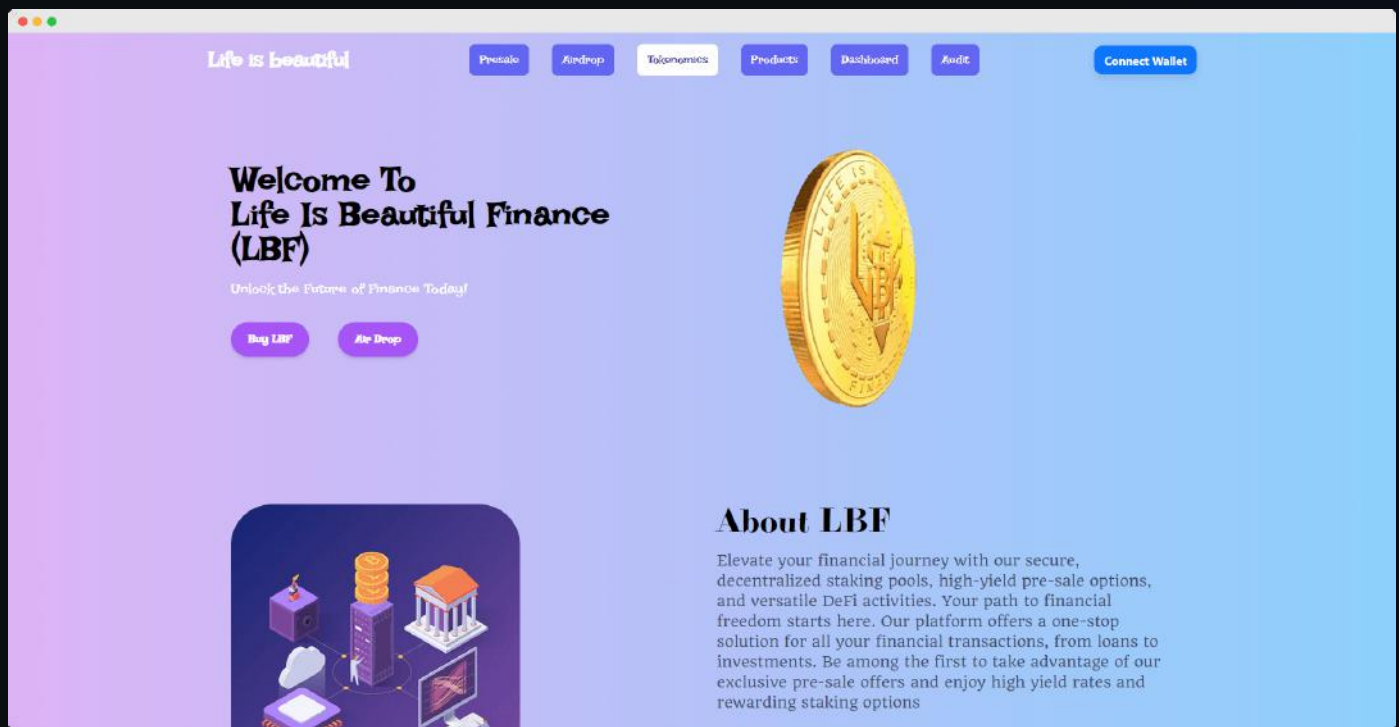 Life is beautiful
Presale
Airdrop
Tokenomics
Products
Dashboard
Audit
Connect Wallet
Welcome To
Life Is Beautiful Finance
(LBF)
Unlock the Future of Finance Today!
Buy LBF
Air Drop
LIFE IS
FINAN
About LBF
Elevate your financial journey with our secure,
decentralized staking pools, high-yield pre-sale options,
and versatile DeFi activities. Your path to financial
freedom starts here. Our platform offers a one-stop
solution for all your financial transactions, from loans to
investments. Be among the first to take advantage of our
exclusive pre-sale offers and enjoy high yield rates and
rewarding staking options